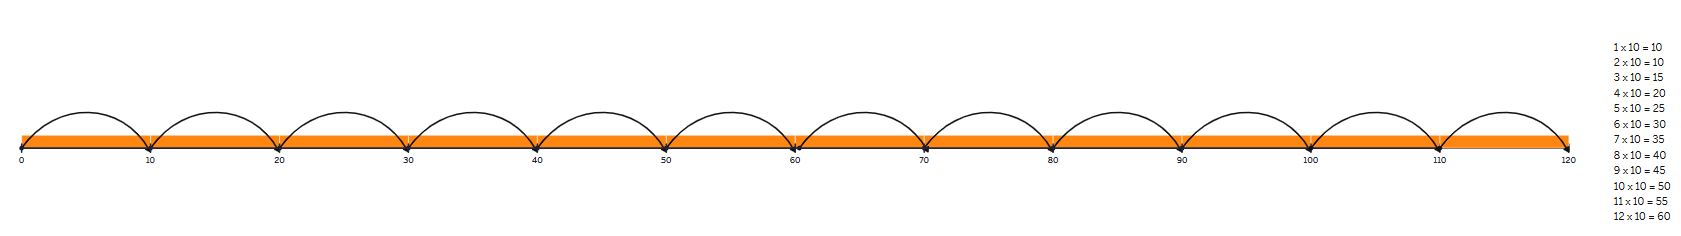 0 10 20 30 40 50 60 70 80 90 100 110 120
1 x 10 = 10
2 x 10 = 10
3 x 10 = 15
4 x 10 = 20
5 x 10 = 25
6 x 10 = 30
7 x 10 = 35
8 x 10 = 40
9 x 10 = 45
10 x 10 = 50
11 x 10 = 55
12 x 10 = 60